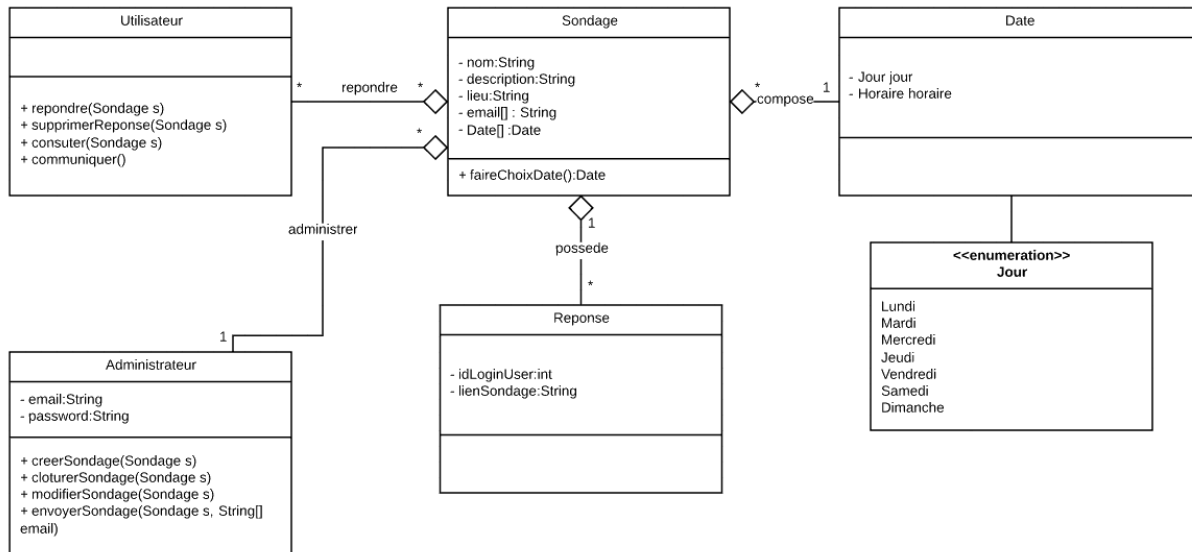 Utilisateur
+ repondre(Sondage s)
+ supprimerReponse(Sondage s)
+ consuter(Sondage s)
+ communiquer()
* repondre *
Sondage
- nom:String
- description:String
- lieu:String
- email[] : String
- Date[] :Date
+ faireChoixDate():Date
* compose 1
Date
- Jour jour
- Horaire horaire
*
administrer
1
1
possede
*
<<enumeration>>
Jour
Lundi
Mardi
Mercredi
Jeudi
Vendredi
Samedi
Dimanche
Reponse
- idLoginUser:int
- lienSondage:String
Administrateur
- email:String
- password:String
+ creerSondage(Sondage s)
+ cloturerSondage(Sondage s)
+ modifierSondage(Sondage s)
+ envoyerSondage(Sondage s, String[]
email)